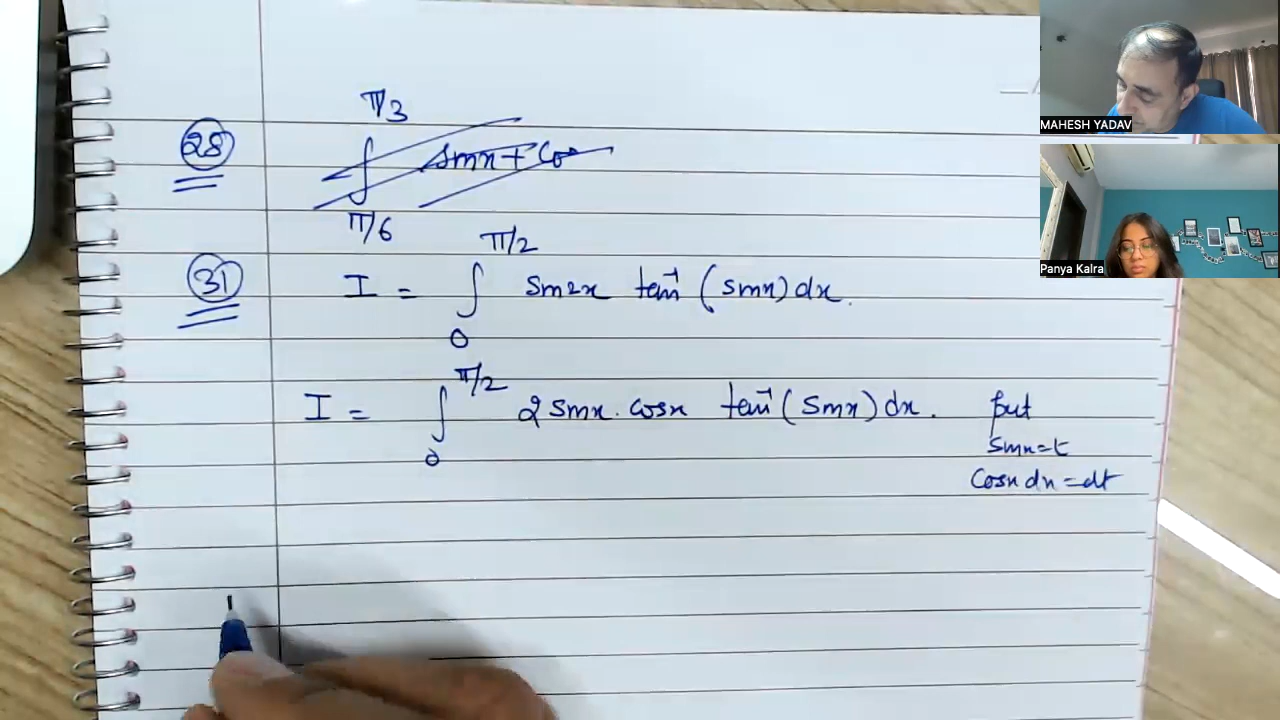 MAHESH YADAV
Panya Kalra
(28) ∫ π/3 π/6 sinx + Cos
(31) I = ∫ π/2 0 sin2x tan⁻¹ (sinx) dx.
I = ∫ π/2 0 2 sinx . cosx tan⁻¹ (sinx) dx. put
sinx = t
Cosx dx = dt